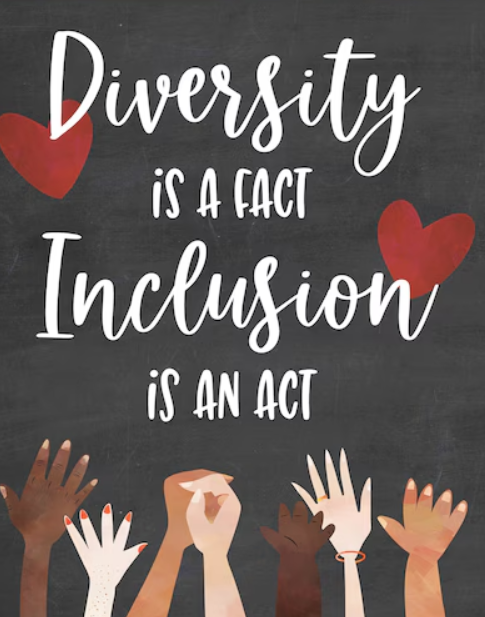 Diversity
iS A FACT
Inclusion
iS AN ACT